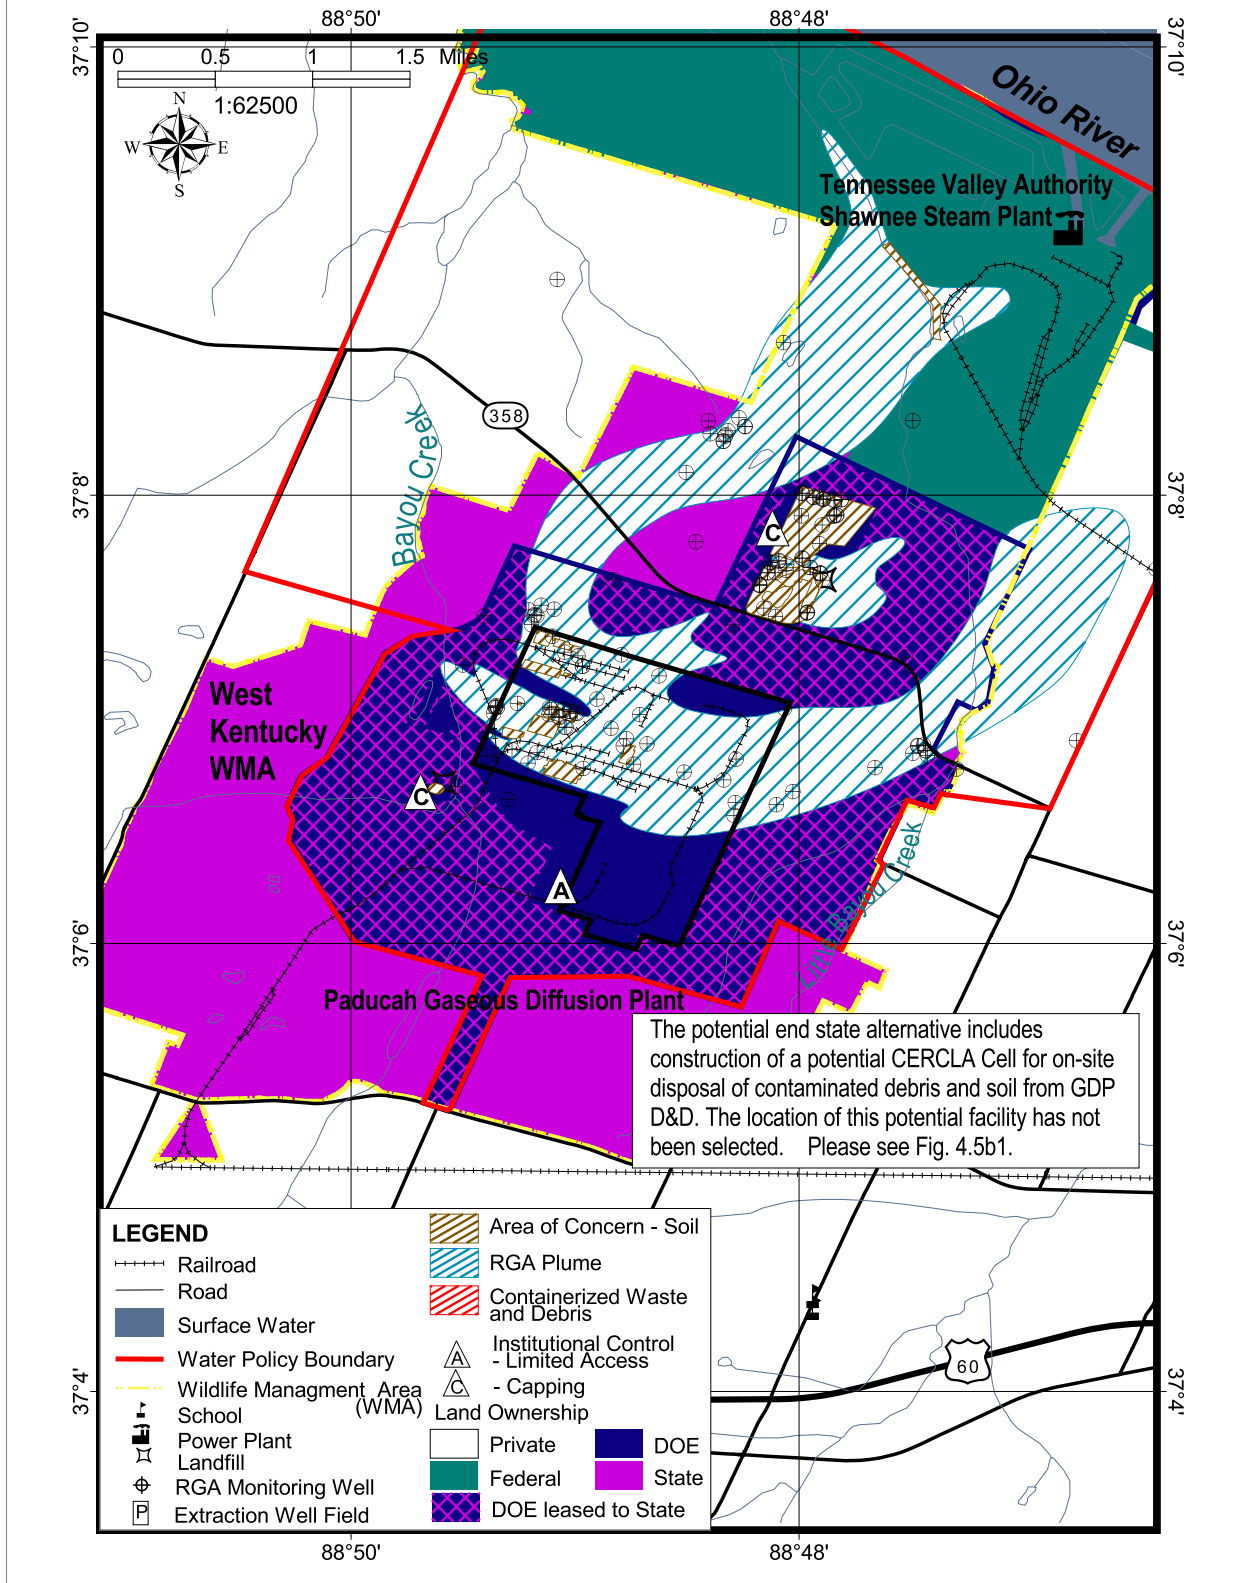 88°50'
88°48'
37°10'
37°10'
0 0.5 1 1.5 Miles
1:62500
N
W E
S
Ohio River
Tennessee Valley Authority
Shawnee Steam Plant
358
Bayou Creek
37°8'
37°8'
C
West
Kentucky
WMA
C
A
Little Bayou Creek
37°6'
37°6'
Paducah Gaseous Diffusion Plant
The potential end state alternative includes
construction of a potential CERCLA Cell for on-site
disposal of contaminated debris and soil from GDP
D&D. The location of this potential facility has not
been selected. Please see Fig. 4.5b1.
LEGEND
Railroad
Road
Surface Water
Water Policy Boundary
Wildlife Managment Area
(WMA)
School
Power Plant
Landfill
RGA Monitoring Well
P Extraction Well Field
Area of Concern - Soil
RGA Plume
Containerized Waste
and Debris
Institutional Control
A - Limited Access
C - Capping
Land Ownership
Private
DOE
Federal
State
DOE leased to State
60
37°4'
37°4'
88°50'
88°48'